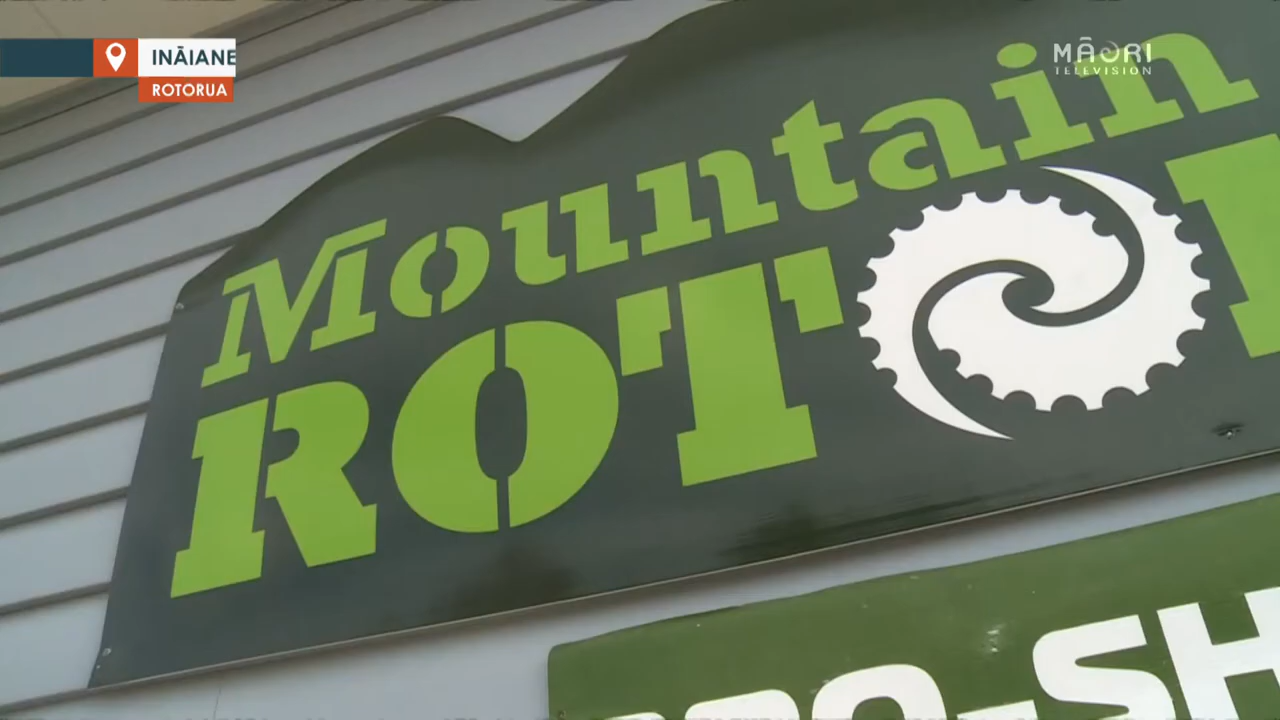 INĀIANE
ROTORUA
MĀORI
TELEVISION
Mountain
ROT